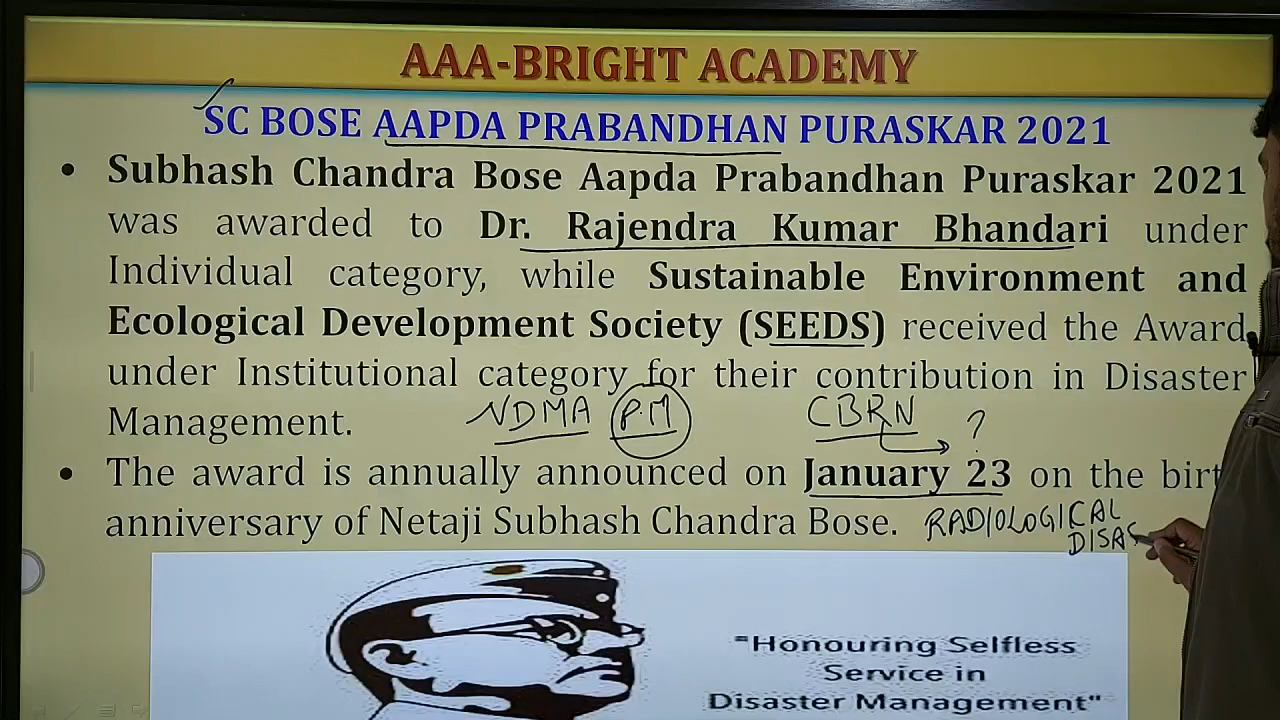 AAA-BRIGHT ACADEMY
SC BOSE AAPDA PRABANDHAN PURASKAR 2021
• Subhash Chandra Bose Aapda Prabandhan Puraskar 2021
was awarded to Dr. Rajendra Kumar Bhandari under
Individual category, while Sustainable Environment and
Ecological Development Society (SEEDS) received the Award
under Institutional category for their contribution in Disaster
Management.
NDMA P.M CBRN ?
• The award is annually announced on January 23 on the birt
anniversary of Netaji Subhash Chandra Bose.
RADIOLOGICAL
DISAS
"Honouring Selfless
Service in
Disaster Management"